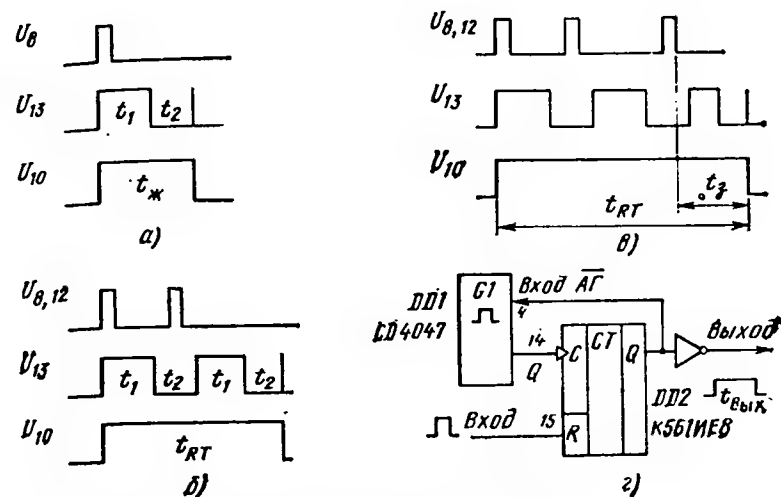 U₈
U₁₃ t₁ t₂
U₁₀ tж
а)
U₈,₁₂
U₁₃
U₁₀ tз
tRT
в)
U₈,₁₂
U₁₃ t₁ t₂ t₁ t₂
U₁₀ tRT
б)
DD1
CD4047
G1
Вход АГ
4
14
Q
C CT Q
Выход
Вход 15
R
DD2
К561ИЕ8
tвых
г)